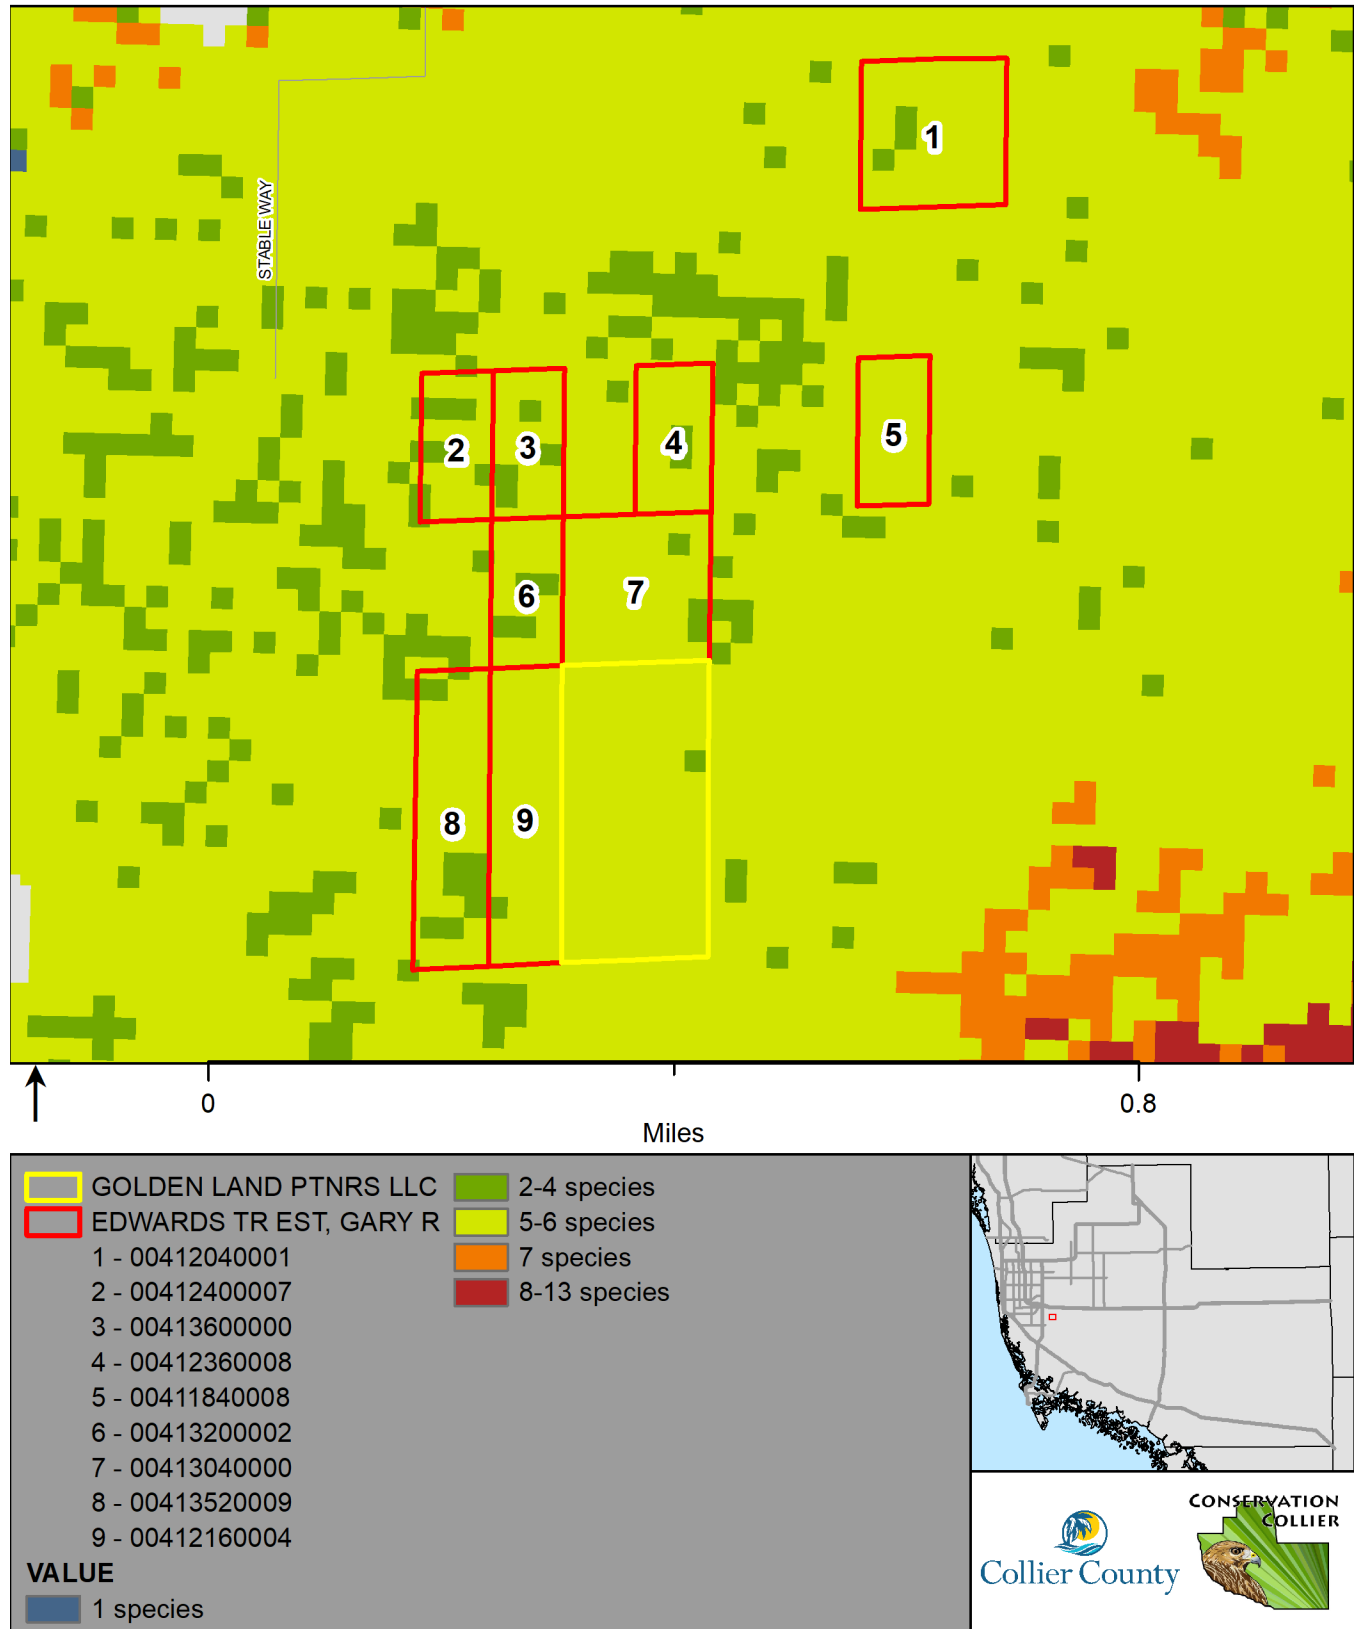 STABLE WAY
1
2
3
4
5
6
7
8
9
0
0.8
Miles
GOLDEN LAND PTNRS LLC
EDWARDS TR EST, GARY R
1 - 00412040001
2 - 00412400007
3 - 00413600000
4 - 00412360008
5 - 00411840008
6 - 00413200002
7 - 00413040000
8 - 00413520009
9 - 00412160004
VALUE
1 species
2-4 species
5-6 species
7 species
8-13 species
Collier County
CONSERVATION
COLLIER